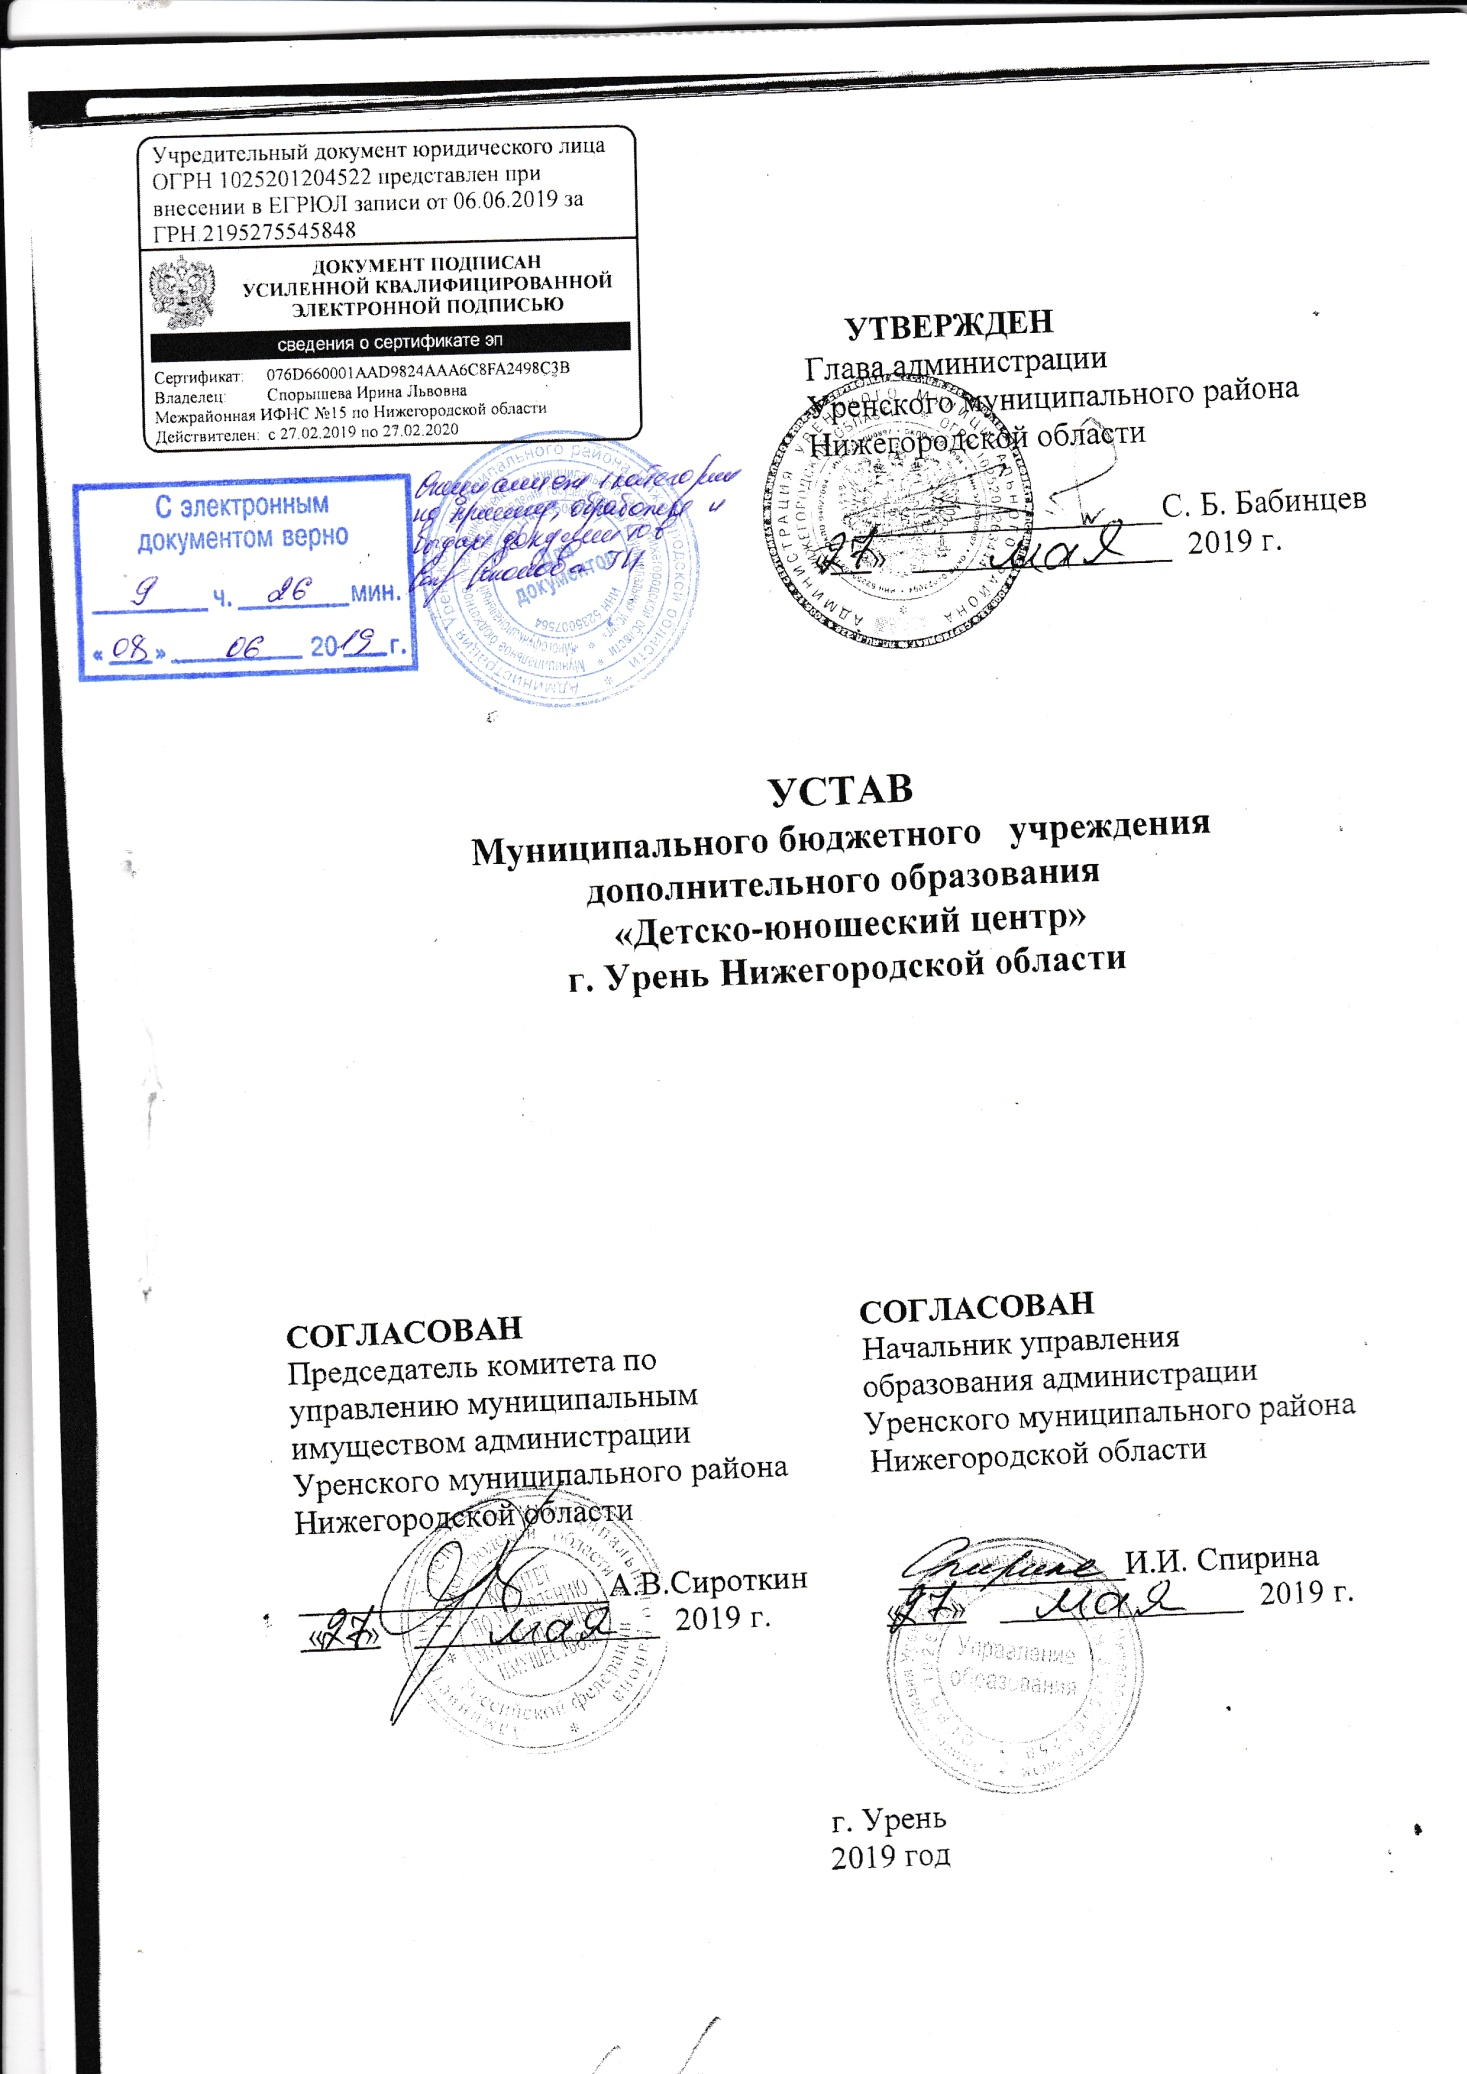 Учредительный документ юридического лица
ОГРН 1025201204522 представлен при
внесении в ЕГРЮЛ записи от 06.06.2019 за
ГРН 2195275545848
ДОКУМЕНТ ПОДПИСАН
УСИЛЕННОЙ КВАЛИФИЦИРОВАННОЙ
ЭЛЕКТРОННОЙ ПОДПИСЬЮ
сведения о сертификате эп
Сертификат: 076D660001AAD9824AAA6C8FA2498C3B
Владелец: Спорышева Ирина Львовна
Межрайонная ИФНС №15 по Нижегородской области
Действителен: с 27.02.2019 по 27.02.2020
С электронным
документом верно
9 ч. 26 мин.
«08» 06 2019 г.
документов
ИНН 5235007564
УТВЕРЖДЕН
Глава администрации
Уренского муниципального района
Нижегородской области
С. Б. Бабинцев
«27» мая 2019 г.
УСТАВ
Муниципального бюджетного учреждения
дополнительного образования
«Детско-юношеский центр»
г. Урень Нижегородской области
СОГЛАСОВАН
Председатель комитета по
управлению муниципальным
имуществом администрации
Уренского муниципального района
Нижегородской области
А.В.Сироткин
«27» мая 2019 г.
СОГЛАСОВАН
Начальник управления
образования администрации
Уренского муниципального района
Нижегородской области
И.И. Спирина
«27» мая 2019 г.
Управление
образования
г. Урень
2019 год